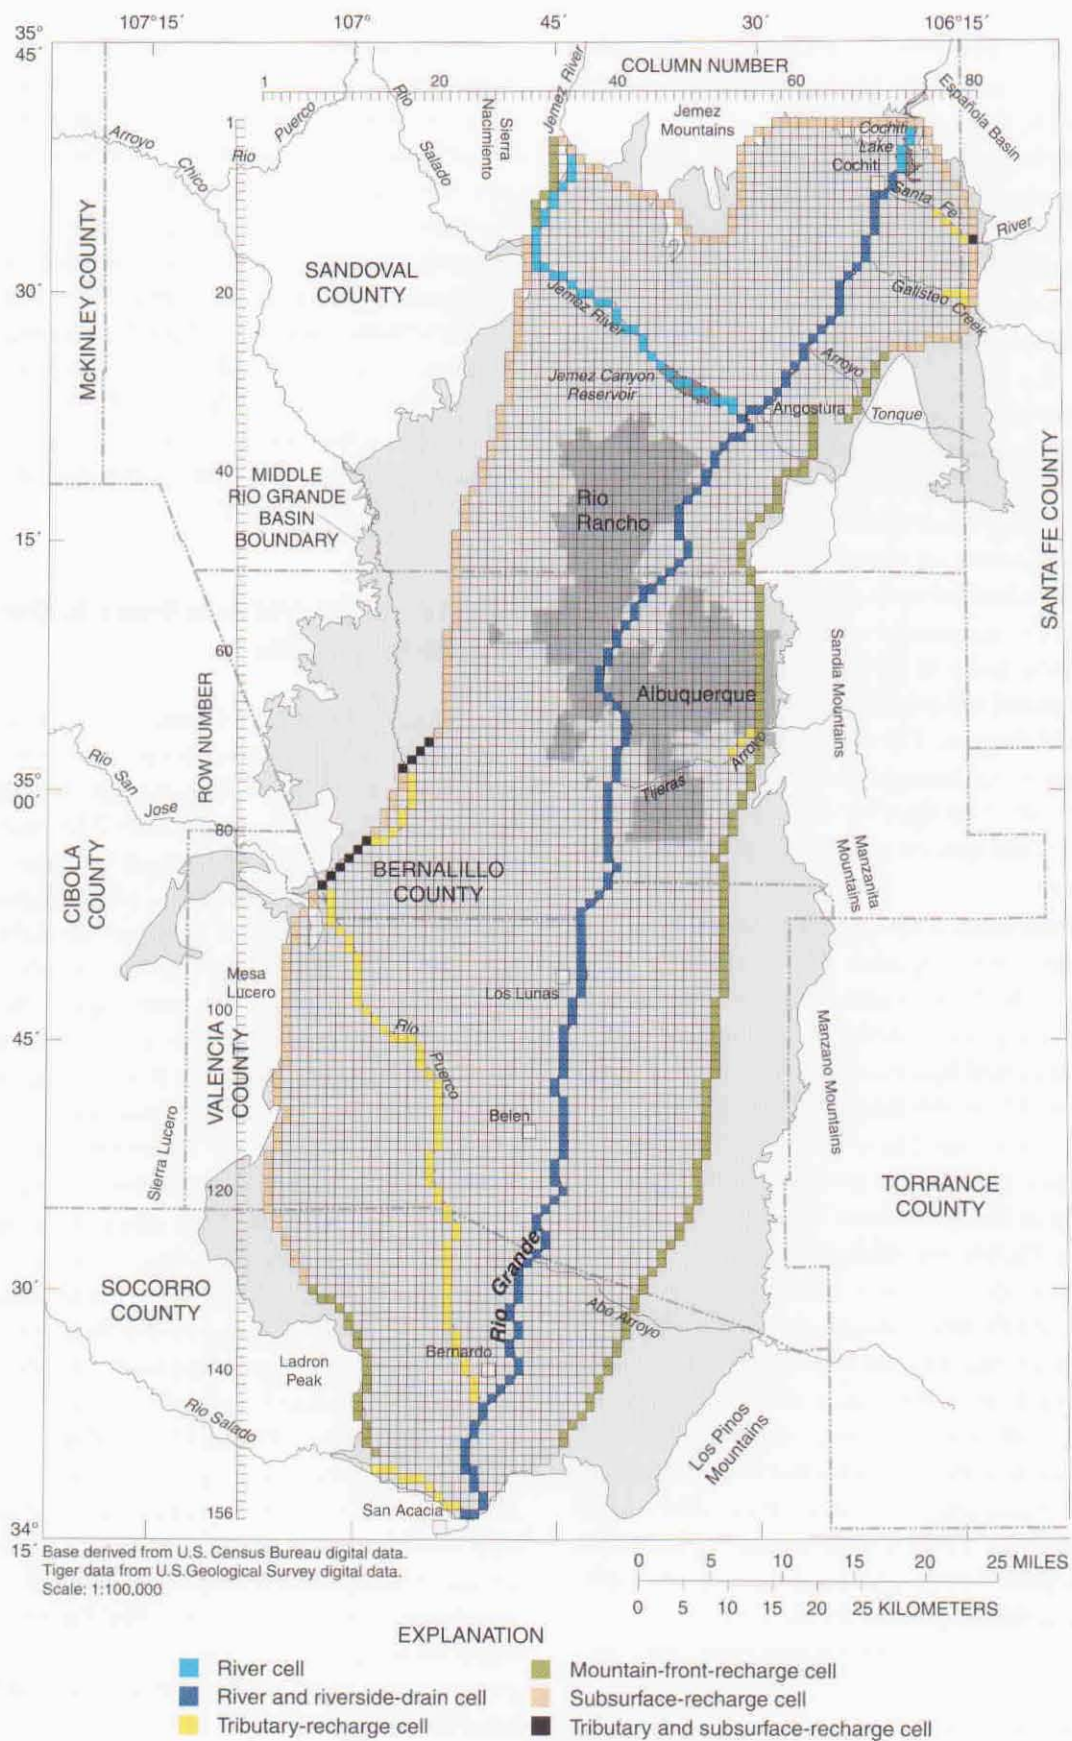 107°15´
107°
45´
30´
106°15´
35°
45´
COLUMN NUMBER
1
20
40
60
80
Jemez River
Rio
Salado
Sierra
Nacimiento
Jemez
Mountains
Española Basin
Arroyo
Chico
Rio
Puerco
1
Cochiti
Lake
Cochiti
Santa Fe
River
McKINLEY COUNTY
SANDOVAL
COUNTY
30´
20
Jemez River
Galisteo Creek
Jemez Canyon
Reservoir
Arroyo
Tonque
Angostura
SANTA FE COUNTY
40
MIDDLE
RIO GRANDE
BASIN
BOUNDARY
Rio
Rancho
15´
60
ROW NUMBER
Albuquerque
Sandia Mountains
Rio San
Jose
35°
00´
Tijeras
Arroyo
80
CIBOLA
COUNTY
BERNALILLO
COUNTY
Manzanita
Mountains
Mesa
Lucero
Los Lunas
100
Rio
Puerco
45´
VALENCIA
COUNTY
Manzano Mountains
Belen
Sierra Lucero
120
TORRANCE
COUNTY
30´
SOCORRO
COUNTY
Rio Grande
Abo Arroyo
Bernardo
140
Ladron
Peak
Rio Salado
Los Pinos
Mountains
San Acacia
156
34°
15´
Base derived from U.S. Census Bureau digital data.
Tiger data from U.S.Geological Survey digital data.
Scale: 1:100,000
0 5 10 15 20 25 MILES
0 5 10 15 20 25 KILOMETERS
EXPLANATION
River cell
River and riverside-drain cell
Tributary-recharge cell
Mountain-front-recharge cell
Subsurface-recharge cell
Tributary and subsurface-recharge cell